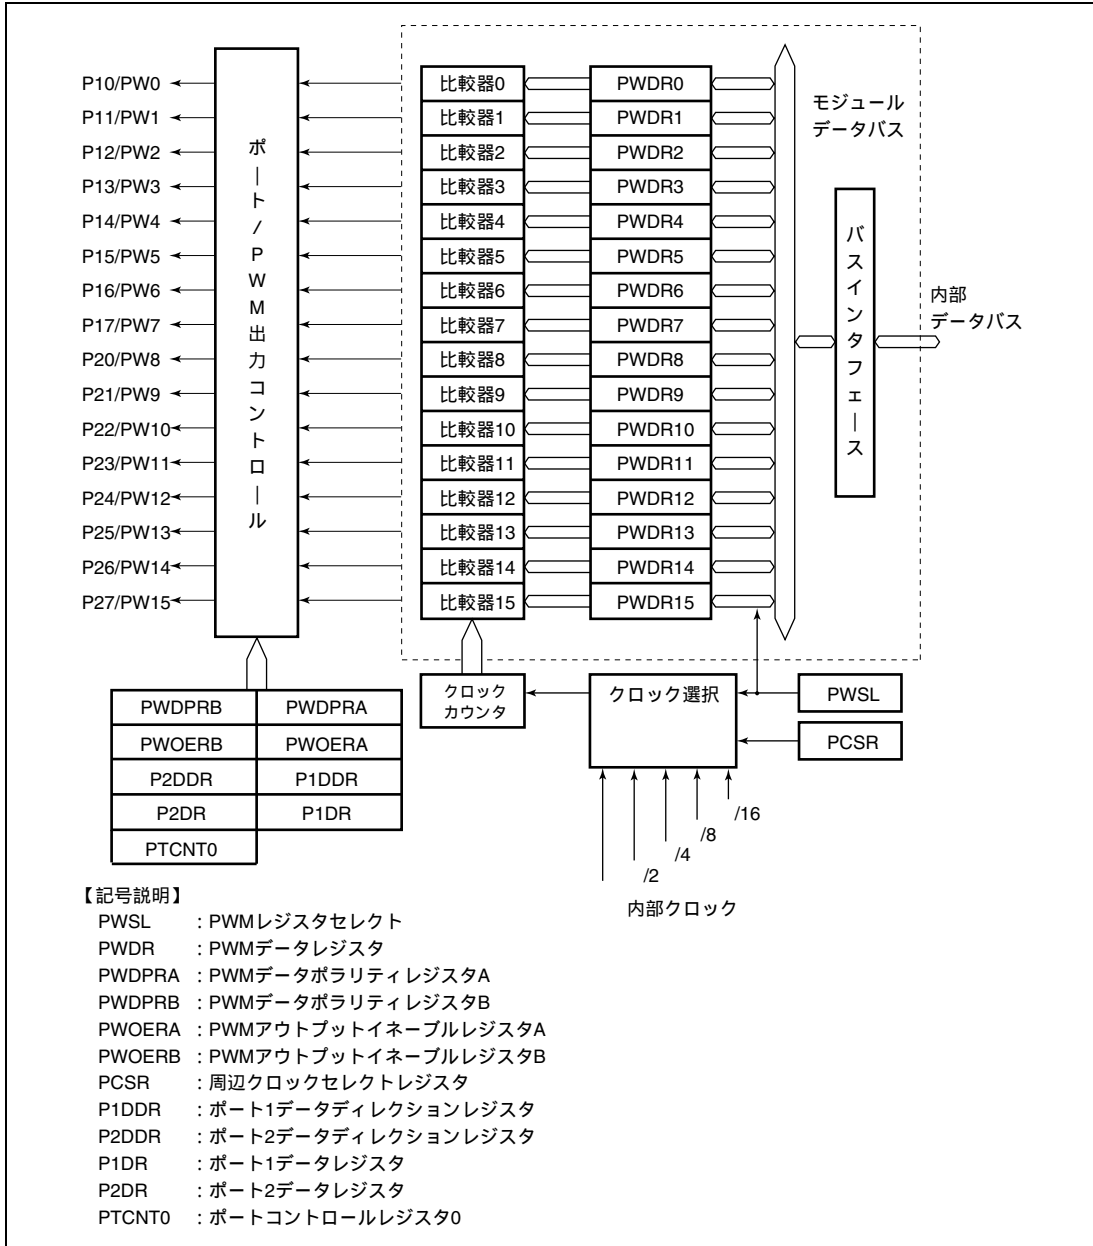 P10/PW0
P11/PW1
P12/PW2
P13/PW3
P14/PW4
P15/PW5
P16/PW6
P17/PW7
P20/PW8
P21/PW9
P22/PW10
P23/PW11
P24/PW12
P25/PW13
P26/PW14
P27/PW15
ポート/PWM出力コントロール
比較器0 PWDR0
比較器1 PWDR1
比較器2 PWDR2
比較器3 PWDR3
比較器4 PWDR4
比較器5 PWDR5
比較器6 PWDR6
比較器7 PWDR7
比較器8 PWDR8
比較器9 PWDR9
比較器10 PWDR10
比較器11 PWDR11
比較器12 PWDR12
比較器13 PWDR13
比較器14 PWDR14
比較器15 PWDR15
モジュール
データバス
バスインタフェース
内部
データバス
PWDPRB PWDPRA
PWOERB PWOERA
P2DDR P1DDR
P2DR P1DR
PTCNT0
クロック
カウンタ
クロック選択
PWSL
PCSR
/2
/4
/8
/16
内部クロック
【記号説明】
PWSL :PWMレジスタセレクト
PWDR :PWMデータレジスタ
PWDPRA :PWMデータポラリティレジスタA
PWDPRB :PWMデータポラリティレジスタB
PWOERA :PWMアウトプットイネーブルレジスタA
PWOERB :PWMアウトプットイネーブルレジスタB
PCSR :周辺クロックセレクトレジスタ
P1DDR :ポート1データディレクションレジスタ
P2DDR :ポート2データディレクションレジスタ
P1DR :ポート1データレジスタ
P2DR :ポート2データレジスタ
PTCNT0 :ポートコントロールレジスタ0